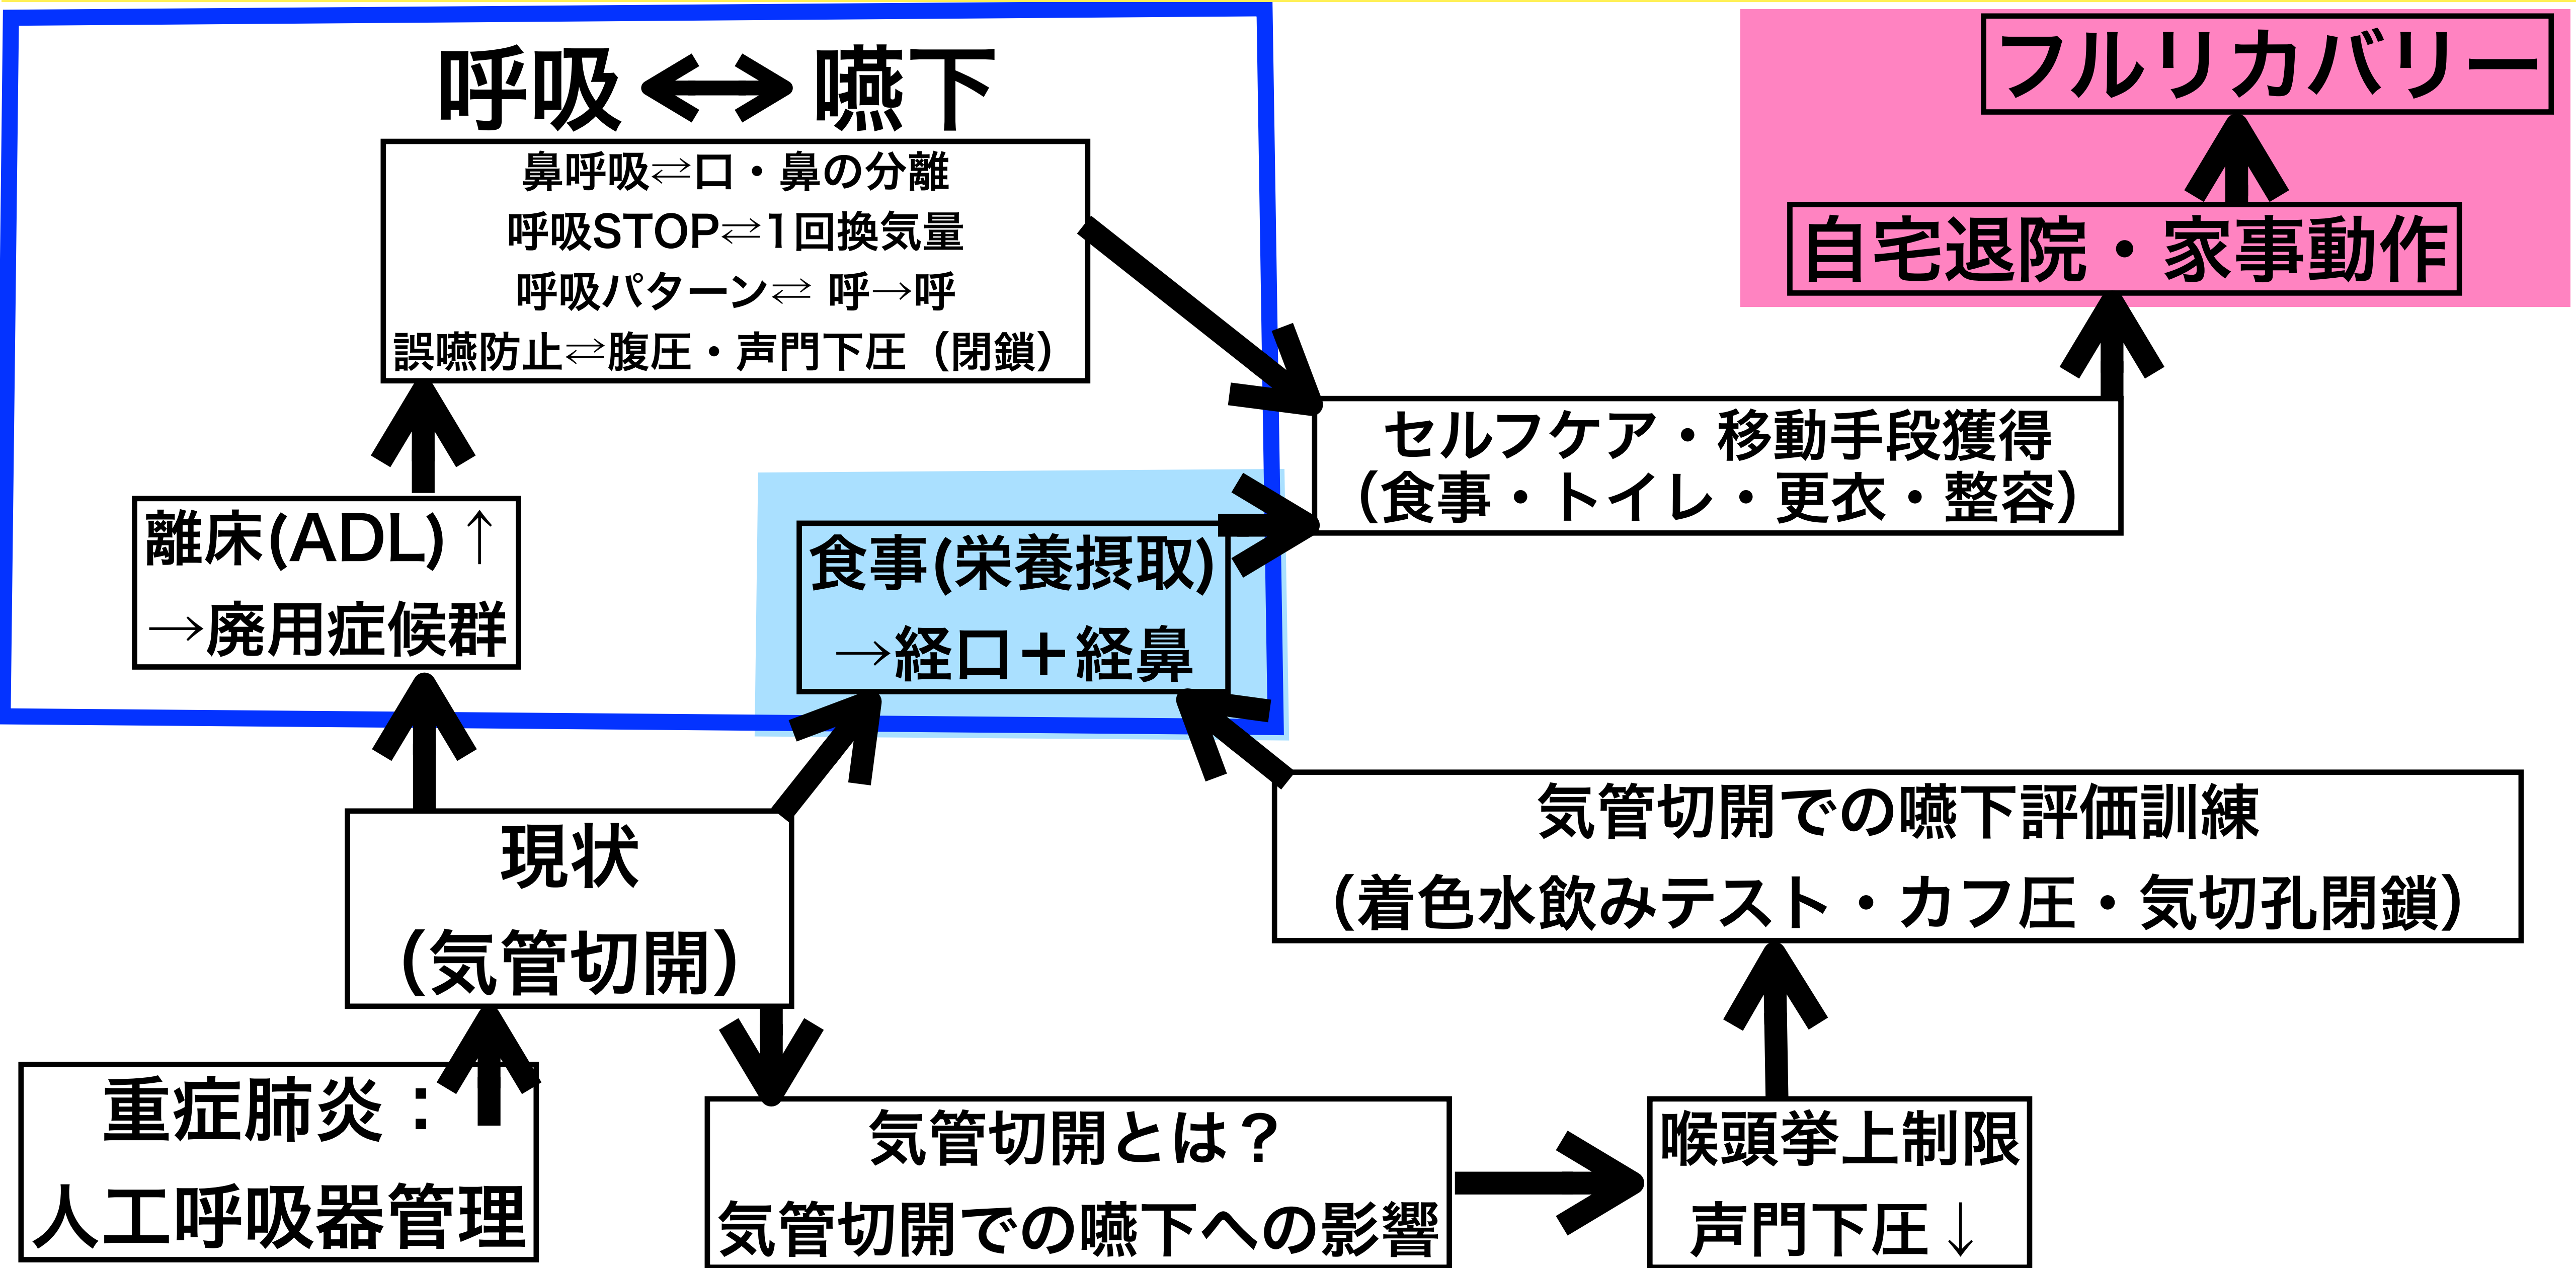 呼吸↔嚥下
鼻呼吸⇄口・鼻の分離
呼吸STOP⇄1回換気量
呼吸パターン⇄ 呼→呼
誤嚥防止⇄腹圧・声門下圧（閉鎖）
フルリカバリー
自宅退院・家事動作
セルフケア・移動手段獲得
（食事・トイレ・更衣・整容）
離床(ADL)↑
→廃用症候群
食事(栄養摂取)
→経口＋経鼻
現状
（気管切開）
気管切開での嚥下評価訓練
（着色水飲みテスト・カフ圧・気切孔閉鎖）
重症肺炎：
人工呼吸器管理
気管切開とは？
気管切開での嚥下への影響
喉頭挙上制限
声門下圧↓